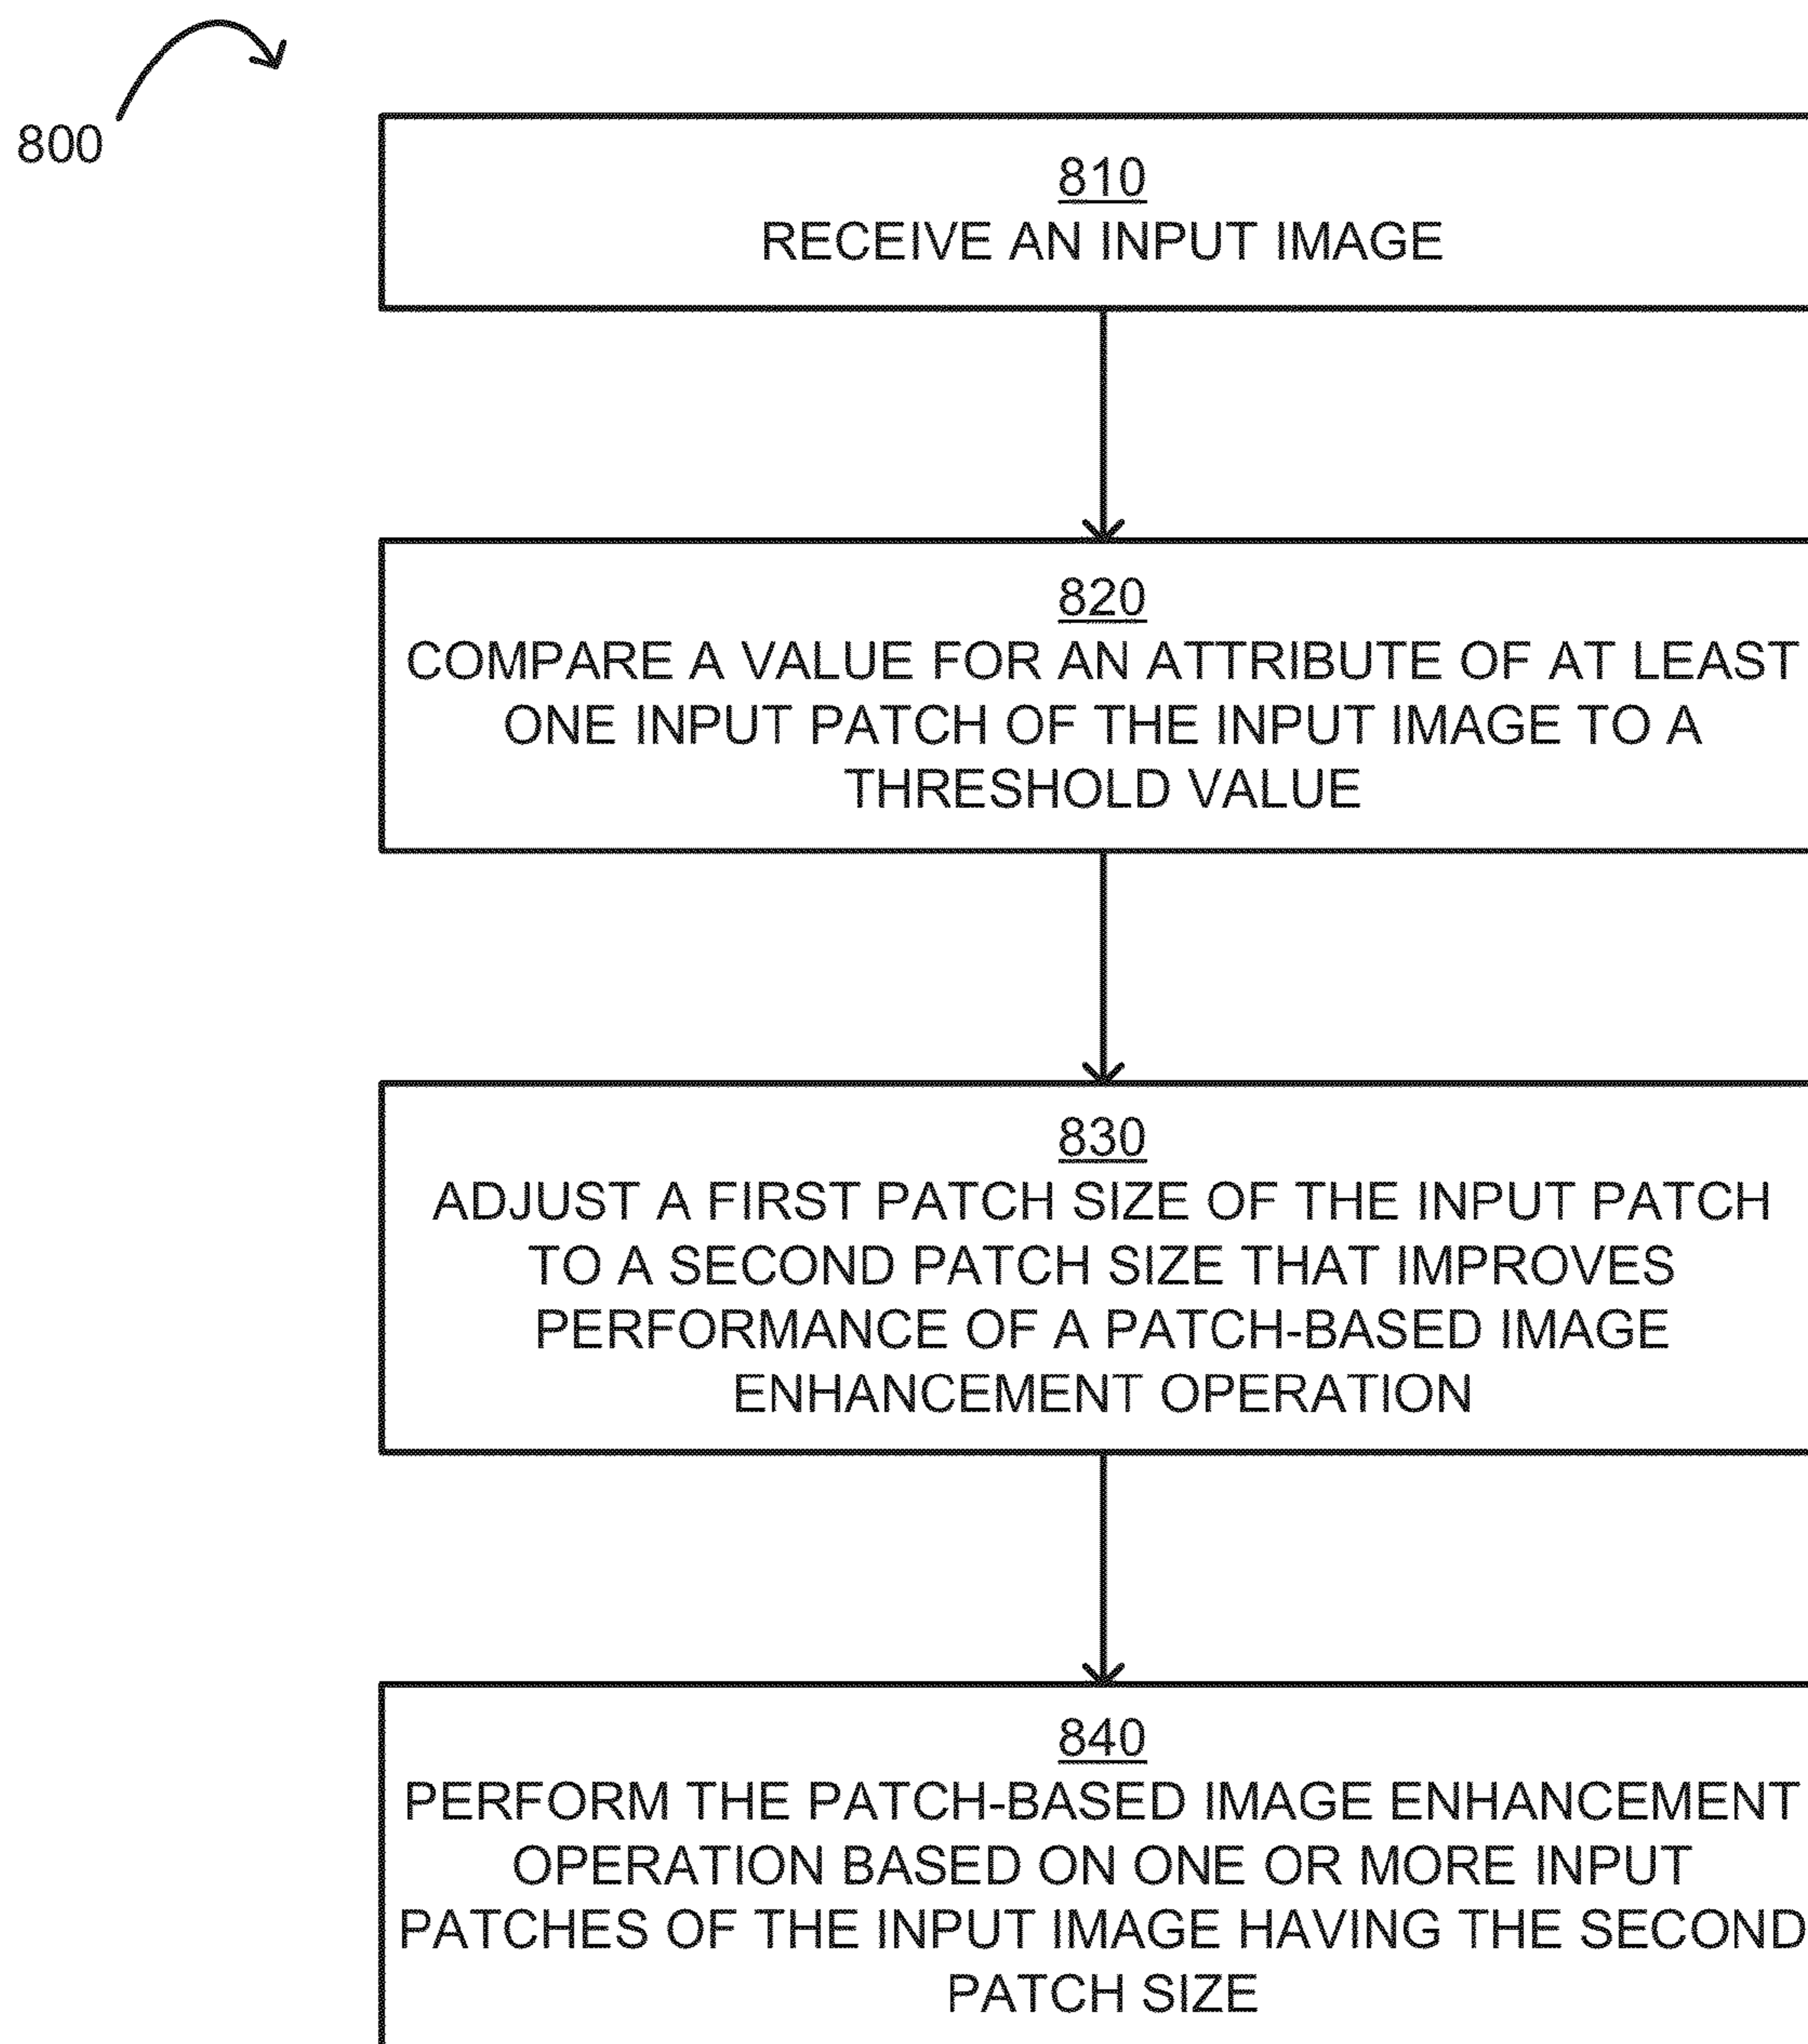 800
810
RECEIVE AN INPUT IMAGE
820
COMPARE A VALUE FOR AN ATTRIBUTE OF AT LEAST
ONE INPUT PATCH OF THE INPUT IMAGE TO A
THRESHOLD VALUE
830
ADJUST A FIRST PATCH SIZE OF THE INPUT PATCH
TO A SECOND PATCH SIZE THAT IMPROVES
PERFORMANCE OF A PATCH-BASED IMAGE
ENHANCEMENT OPERATION
840
PERFORM THE PATCH-BASED IMAGE ENHANCEMENT
OPERATION BASED ON ONE OR MORE INPUT
PATCHES OF THE INPUT IMAGE HAVING THE SECOND
PATCH SIZE